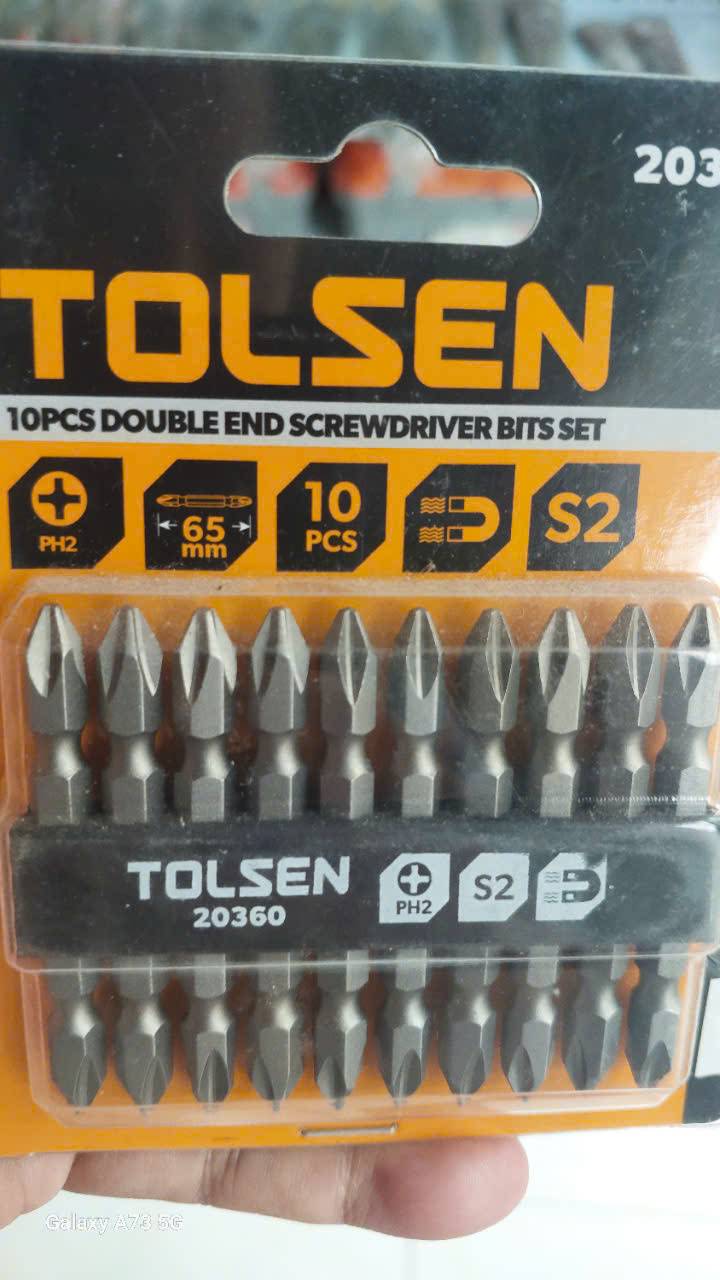 203
TOLSEN
10PCS DOUBLE END SCREWDRIVER BITS SET
PH2
65
mm
10
PCS
S2
TOLSEN
20360
PH2
S2
Galaxy A73 5G